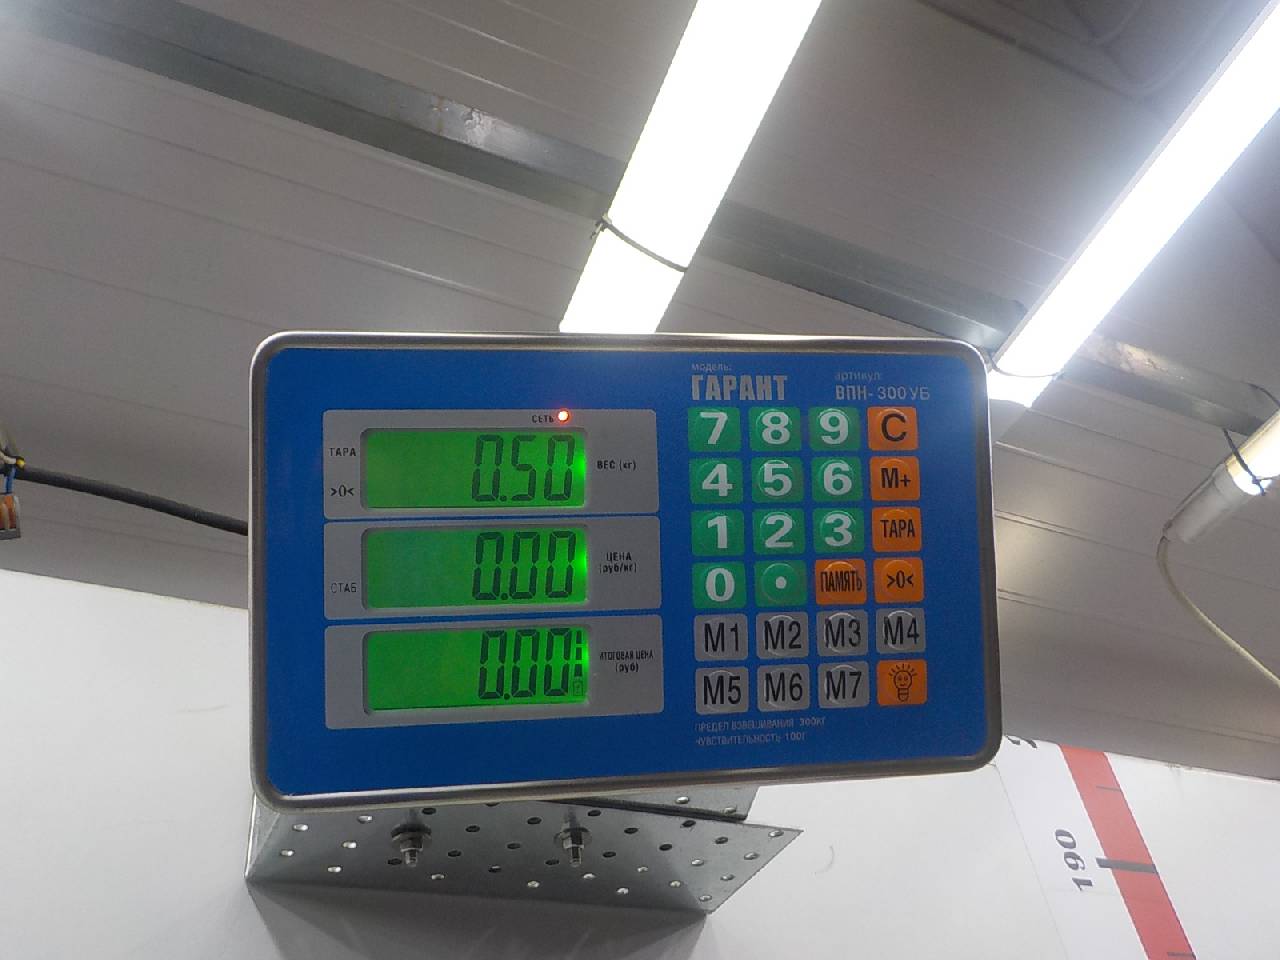 модель:
ГАРАНТ
артикул:
ВПН-300УБ
СЕТЬ
ТАРА
>0<
0.50
ВЕС (кг)
0.00
ЦЕНА
(руб/кг)
СТАБ
0.00
ИТОГОВАЯ ЦЕНА
(руб)
7 8 9 C
4 5 6 M+
1 2 3 ТАРА
0 . ПАМЯТЬ >0<
M1 M2 M3 M4
M5 M6 M7
ПРЕДЕЛ ВЗВЕШИВАНИЯ 300КГ
ЧУВСТВИТЕЛЬНОСТЬ 100Г
190